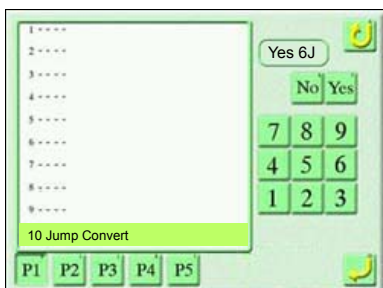 1 - - - -
2 - - - -
3 - - - -
4 - - - -
5 - - - -
6 - - - -
7 - - - -
8 - - - -
9 - - - -
10 Jump Convert
Yes 6J
No Yes
7 8 9
4 5 6
1 2 3
P1 P2 P3 P4 P5